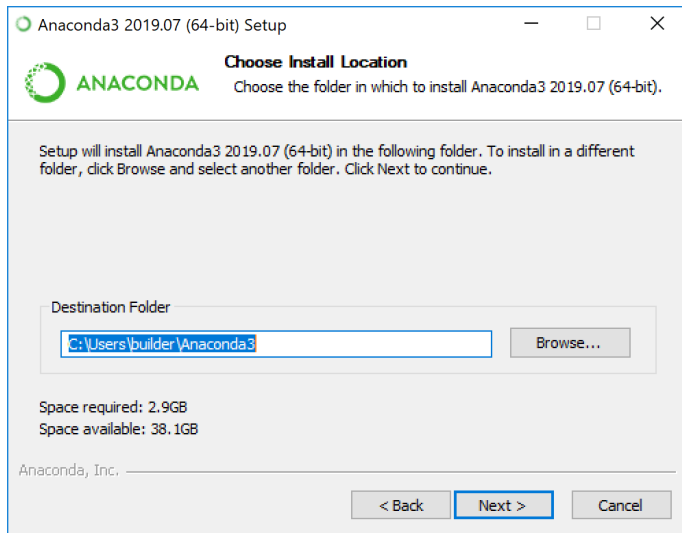 Anaconda3 2019.07 (64-bit) Setup
ANACONDA
Choose Install Location
Choose the folder in which to install Anaconda3 2019.07 (64-bit).
Setup will install Anaconda3 2019.07 (64-bit) in the following folder. To install in a different
folder, click Browse and select another folder. Click Next to continue.
Destination Folder
C:\Users\builder\Anaconda3
Browse...
Space required: 2.9GB
Space available: 38.1GB
Anaconda, Inc.
< Back
Next >
Cancel